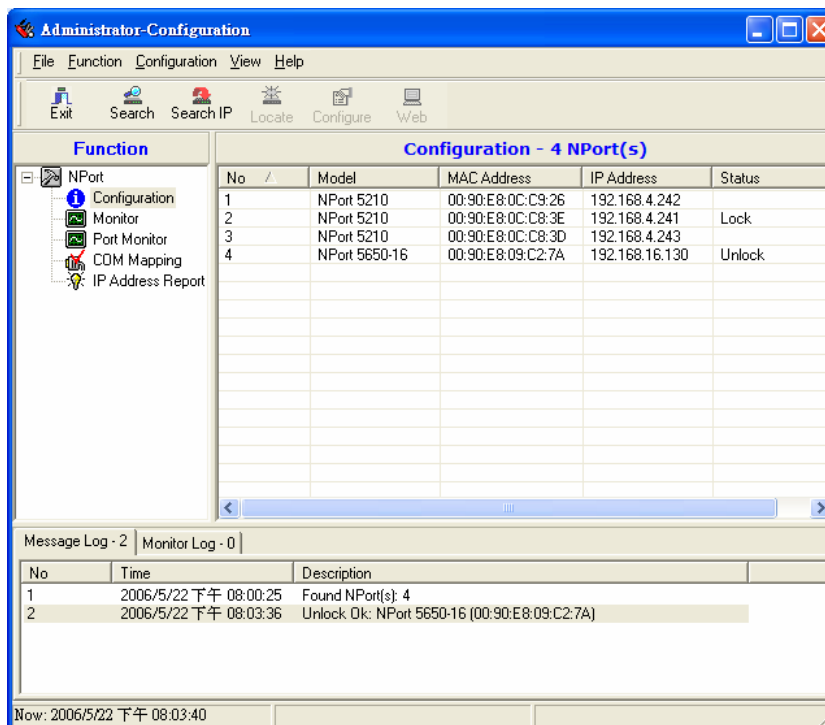 Administrator-Configuration
File Function Configuration View Help
Exit Search Search IP Locate Configure Web
Function
Configuration - 4 NPort(s)
NPort
Configuration
Monitor
Port Monitor
COM Mapping
IP Address Report
No Model MAC Address IP Address Status
1 NPort 5210 00:90:E8:0C:C9:26 192.168.4.242
2 NPort 5210 00:90:E8:0C:C8:3E 192.168.4.241 Lock
3 NPort 5210 00:90:E8:0C:C8:3D 192.168.4.243
4 NPort 5650-16 00:90:E8:09:C2:7A 192.168.16.130 Unlock
Message Log - 2 Monitor Log - 0
No Time Description
1 2006/5/22 下午 08:00:25 Found NPort(s): 4
2 2006/5/22 下午 08:03:36 Unlock Ok: NPort 5650-16 (00:90:E8:09:C2:7A)
Now: 2006/5/22 下午 08:03:40